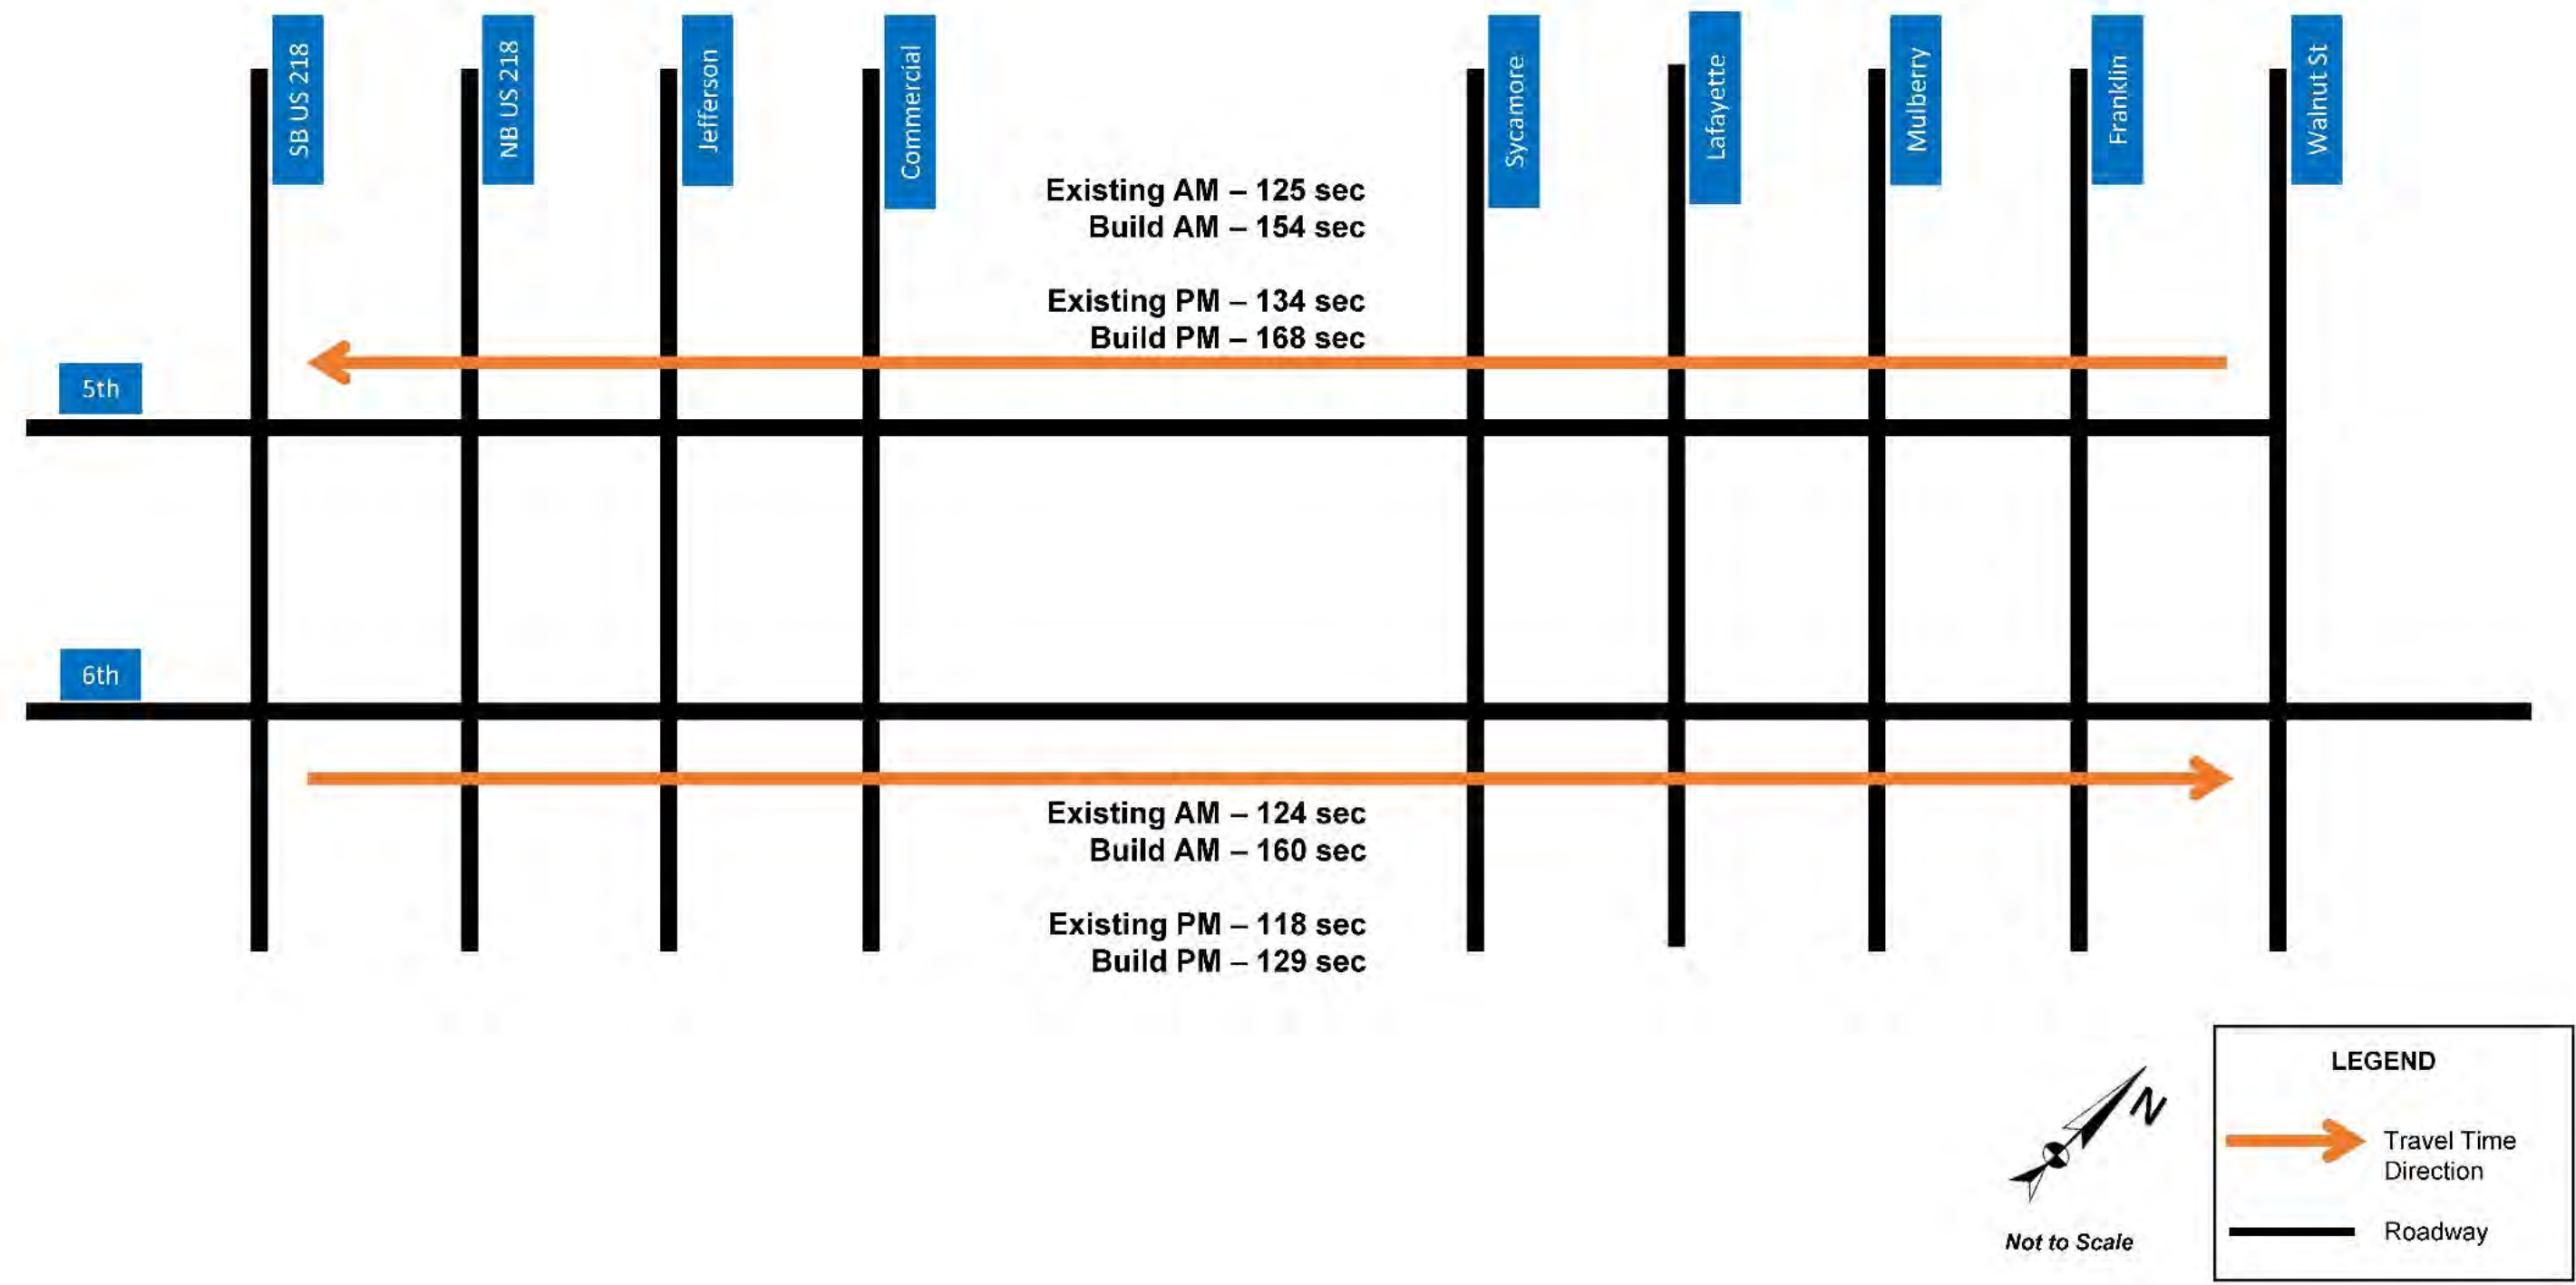 SB US 218
NB US 218
Jefferson
Commercial
Sycamore
Lafayette
Mulberry
Franklin
Walnut St
Existing AM – 125 sec
Build AM – 154 sec
Existing PM – 134 sec
Build PM – 168 sec
5th
6th
Existing AM – 124 sec
Build AM – 160 sec
Existing PM – 118 sec
Build PM – 129 sec
N
Not to Scale
LEGEND
Travel Time
Direction
Roadway